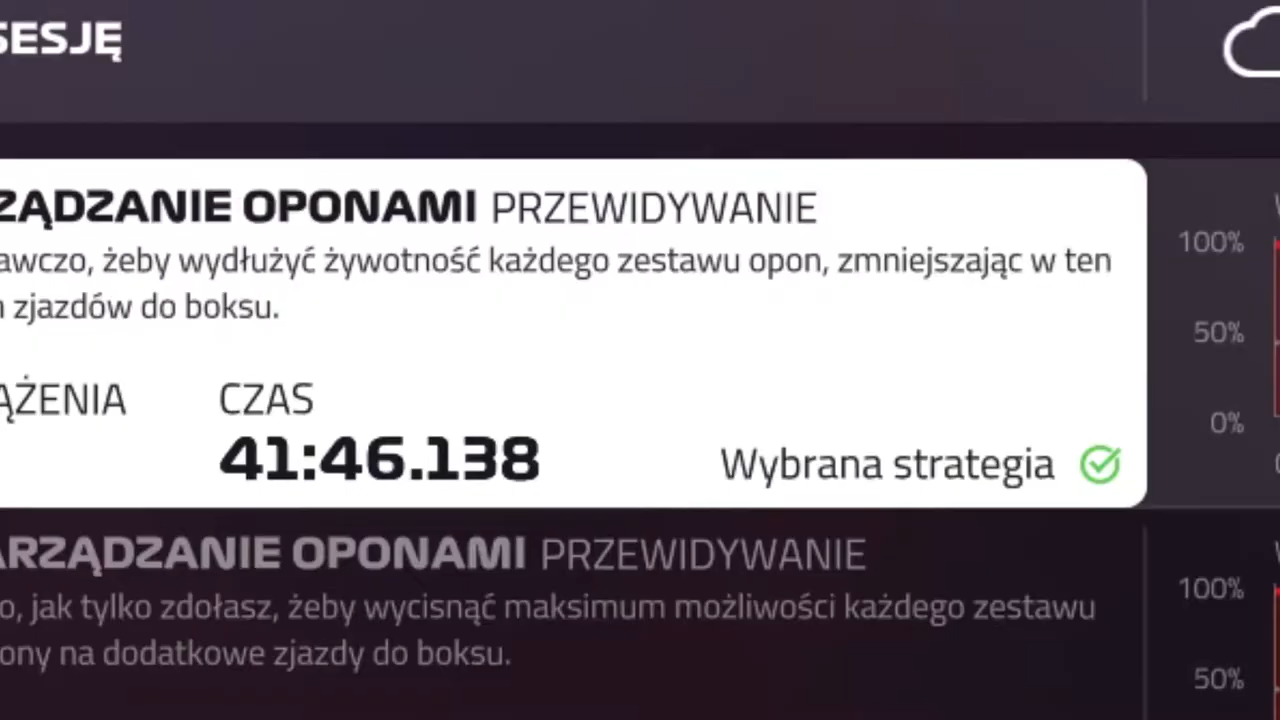 SESJĘ
RZĄDZANIE OPONAMI PRZEWIDYWANIE
awczo, żeby wydłużyć żywotność każdego zestawu opon, zmniejszając w ten
zjazdów do boksu.
ĄŻENIA CZAS
41:46.138
Wybrana strategia
100%
50%
0%
ARZĄDZANIE OPONAMI PRZEWIDYWANIE
o, jak tylko zdołasz, żeby wycisnąć maksimum możliwości każdego zestawu
ony na dodatkowe zjazdy do boksu.
100%
50%